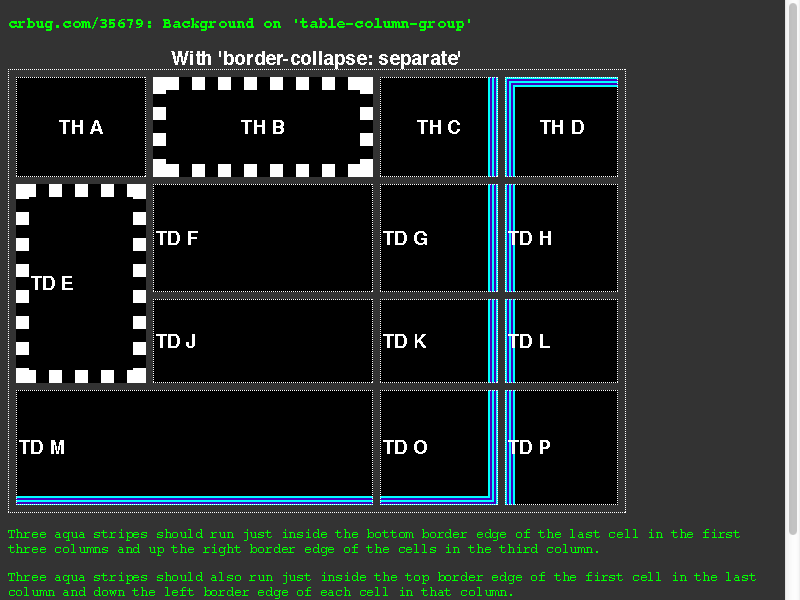 crbug.com/35679: Background on 'table-column-group'
With 'border-collapse: separate'
TH A
TH B
TH C
TH D
TD E
TD F
TD G
TD H
TD J
TD K
TD L
TD M
TD O
TD P
Three aqua stripes should run just inside the bottom border edge of the last cell in the first
three columns and up the right border edge of the cells in the third column.
Three aqua stripes should also run just inside the top border edge of the first cell in the last
column and down the left border edge of each cell in that column.